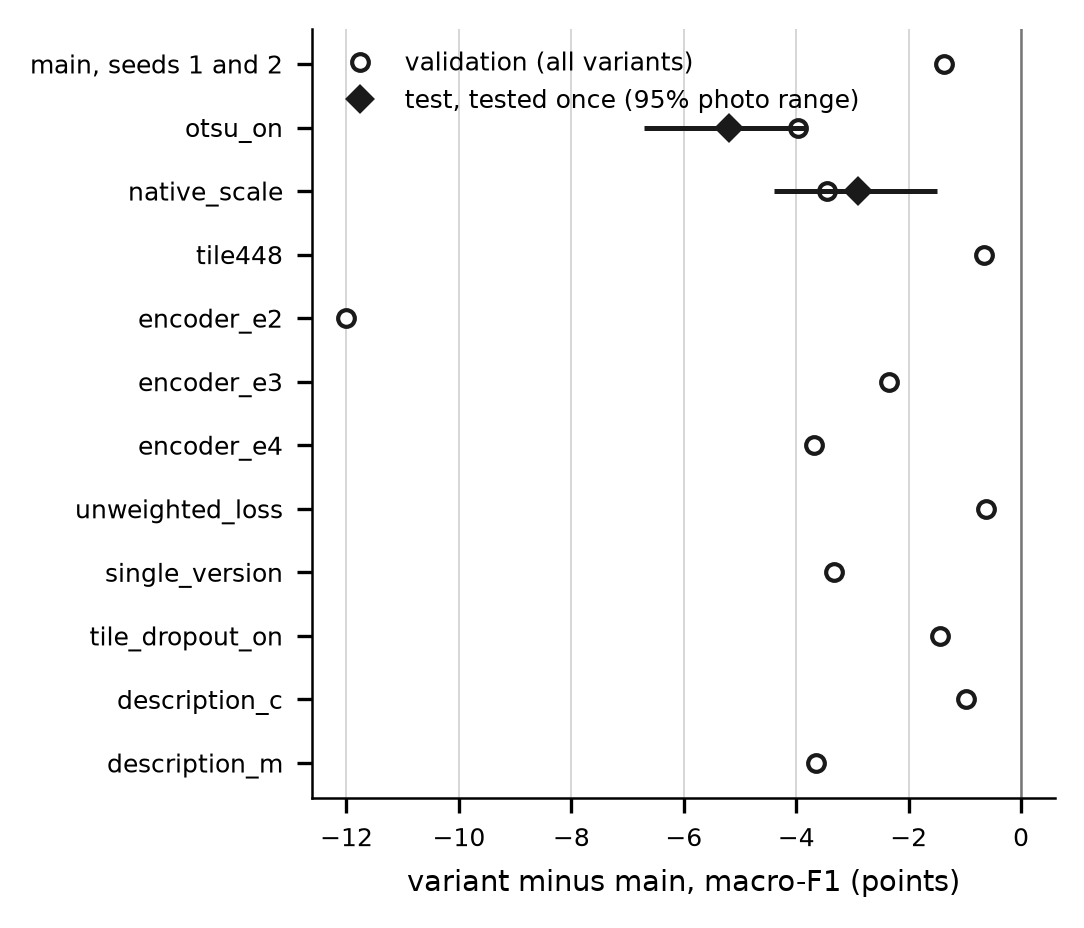 main, seeds 1 and 2
validation (all variants)
test, tested once (95% photo range)
otsu_on
native_scale
tile448
encoder_e2
encoder_e3
encoder_e4
unweighted_loss
single_version
tile_dropout_on
description_c
description_m
−12 −10 −8 −6 −4 −2 0
variant minus main, macro-F1 (points)